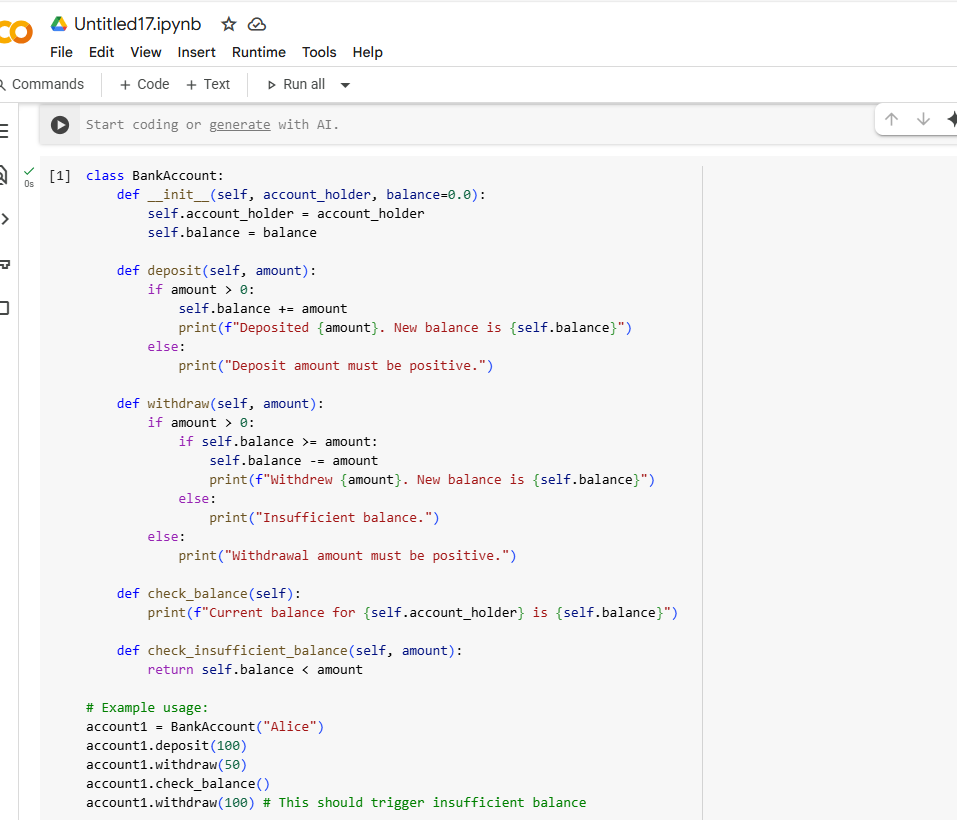 Untitled17.ipynb
File Edit View Insert Runtime Tools Help
Commands + Code + Text Run all
Start coding or generate with AI.
0s
[1] class BankAccount:
    def __init__(self, account_holder, balance=0.0):
        self.account_holder = account_holder
        self.balance = balance

    def deposit(self, amount):
        if amount > 0:
            self.balance += amount
            print(f"Deposited {amount}. New balance is {self.balance}")
        else:
            print("Deposit amount must be positive.")

    def withdraw(self, amount):
        if amount > 0:
            if self.balance >= amount:
                self.balance -= amount
                print(f"Withdrew {amount}. New balance is {self.balance}")
            else:
                print("Insufficient balance.")
        else:
            print("Withdrawal amount must be positive.")

    def check_balance(self):
        print(f"Current balance for {self.account_holder} is {self.balance}")

    def check_insufficient_balance(self, amount):
        return self.balance < amount

# Example usage:
account1 = BankAccount("Alice")
account1.deposit(100)
account1.withdraw(50)
account1.check_balance()
account1.withdraw(100) # This should trigger insufficient balance